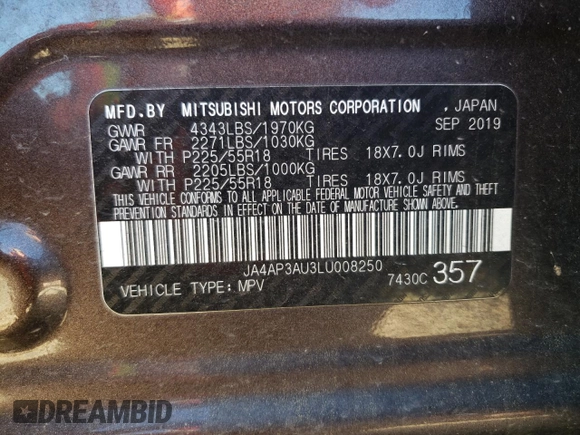 MFD.BY MITSUBISHI MOTORS CORPORATION , JAPAN
GWWR 4343LBS/1970KG SEP 2019
GAWR FR 2271LBS/1030KG
WITH P225/55R18 TIRES 18X7.0J RIMS
GAWR RR 2205LBS/1000KG
WITH P225/55R18 TIRES 18X7.0J RIMS
THIS VEHICLE CONFORMS TO ALL APPLICABLE FEDERAL MOTOR VEHICLE SAFETY AND THEFT
PREVENTION STANDARDS IN EFFECT ON THE DATE OF MANUFACTURE SHOWN ABOVE.
JA4AP3AU3LU008250
VEHICLE TYPE: MPV 7430C 357
DREAMBID